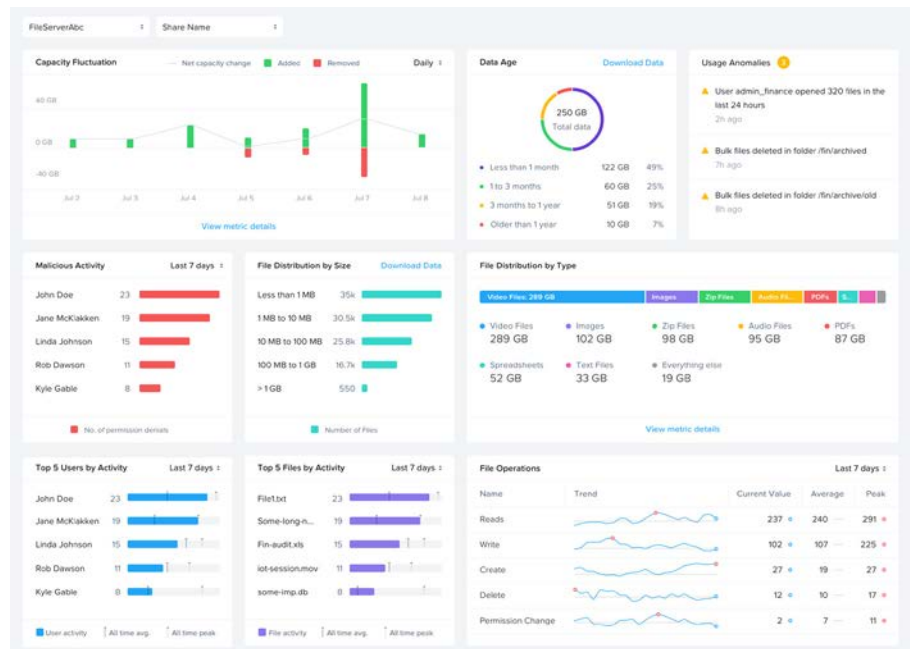 FileServerAbc
Share Name
Capacity Fluctuation
Net capacity change
Added
Removed
Daily
40 GB
0 GB
-40 GB
Jul 2
Jul 3
Jul 4
Jul 5
Jul 6
Jul 7
Jul 8
View metric details
Data Age
Download Data
250 GB
Total data
Less than 1 month 122 GB 49%
1 to 3 months 60 GB 25%
3 months to 1 year 51 GB 19%
Older than 1 year 10 GB 7%
Usage Anomalies 3
User admin_finance opened 320 files in the
last 24 hours
2h ago
Bulk files deleted in folder /fin/archived
7h ago
Bulk files deleted in folder /fin/archive/old
8h ago
Malicious Activity
Last 7 days
John Doe 23
Jane McKlakken 19
Linda Johnson 15
Rob Dawson 11
Kyle Gable 8
No. of permission denials
File Distribution by Size
Download Data
Less than 1 MB 35k
1 MB to 10 MB 30.5k
10 MB to 100 MB 25.8k
100 MB to 1 GB 16.7k
> 1 GB 550
Number of Files
File Distribution by Type
Video Files: 289 GB
Images
Zip Files
Audio Fil...
PDFs
S...
Video Files
289 GB
Images
102 GB
Zip Files
98 GB
Audio Files
95 GB
PDFs
87 GB
Spreadsheets
52 GB
Text Files
33 GB
Everything else
19 GB
View metric details
Top 5 Users by Activity
Last 7 days
John Doe 23
Jane McKlakken 19
Linda Johnson 15
Rob Dawson 11
Kyle Gable 8
User activity
All time avg.
All time peak
Top 5 Files by Activity
Last 7 days
File1.txt 23
Some-long-n... 19
Fin-audit.xls 15
iot-session.mov 11
some-imp.db 8
File activity
All time avg.
All time peak
File Operations
Last 7 days
Name Trend Current Value Average Peak
Reads 237 240 291
Write 102 107 225
Create 27 19 27
Delete 12 10 17
Permission Change 2 7 11